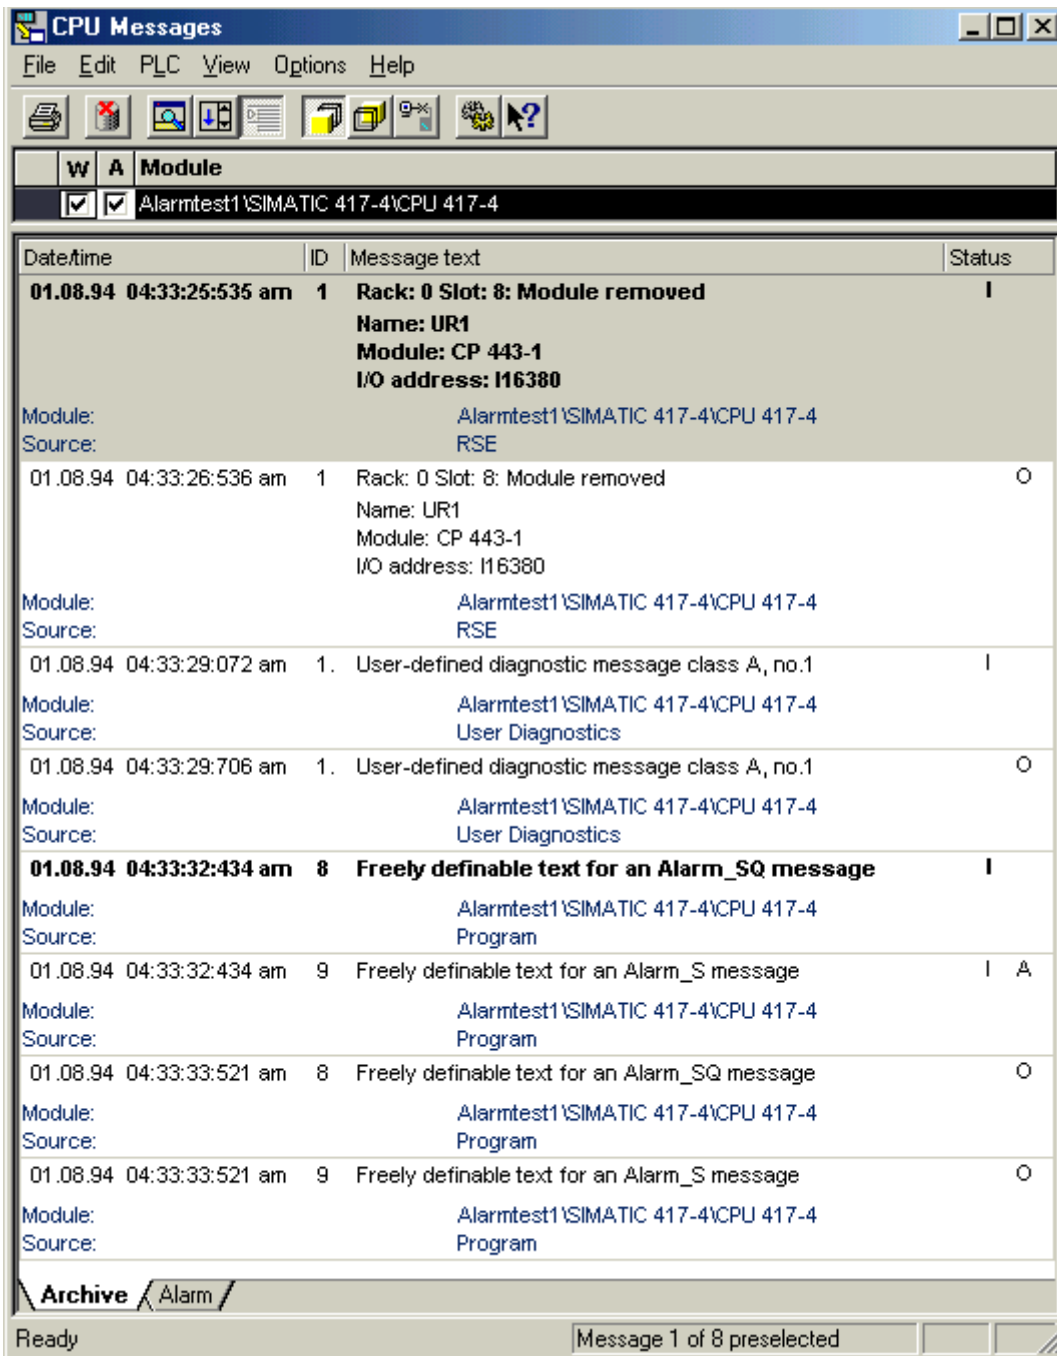 CPU Messages
File Edit PLC View Options Help
W A Module
Alarmtest1\SIMATIC 417-4\CPU 417-4
Date/time ID Message text Status
01.08.94 04:33:25:535 am 1 Rack: 0 Slot: 8: Module removed I
Name: UR1
Module: CP 443-1
I/O address: I16380
Module: Alarmtest1\SIMATIC 417-4\CPU 417-4
Source: RSE
01.08.94 04:33:26:536 am 1 Rack: 0 Slot: 8: Module removed O
Name: UR1
Module: CP 443-1
I/O address: I16380
Module: Alarmtest1\SIMATIC 417-4\CPU 417-4
Source: RSE
01.08.94 04:33:29:072 am 1. User-defined diagnostic message class A, no.1 I
Module: Alarmtest1\SIMATIC 417-4\CPU 417-4
Source: User Diagnostics
01.08.94 04:33:29:706 am 1. User-defined diagnostic message class A, no.1 O
Module: Alarmtest1\SIMATIC 417-4\CPU 417-4
Source: User Diagnostics
01.08.94 04:33:32:434 am 8 Freely definable text for an Alarm_SQ message I
Module: Alarmtest1\SIMATIC 417-4\CPU 417-4
Source: Program
01.08.94 04:33:32:434 am 9 Freely definable text for an Alarm_S message I A
Module: Alarmtest1\SIMATIC 417-4\CPU 417-4
Source: Program
01.08.94 04:33:33:521 am 8 Freely definable text for an Alarm_SQ message O
Module: Alarmtest1\SIMATIC 417-4\CPU 417-4
Source: Program
01.08.94 04:33:33:521 am 9 Freely definable text for an Alarm_S message O
Module: Alarmtest1\SIMATIC 417-4\CPU 417-4
Source: Program
Archive Alarm
Ready Message 1 of 8 preselected